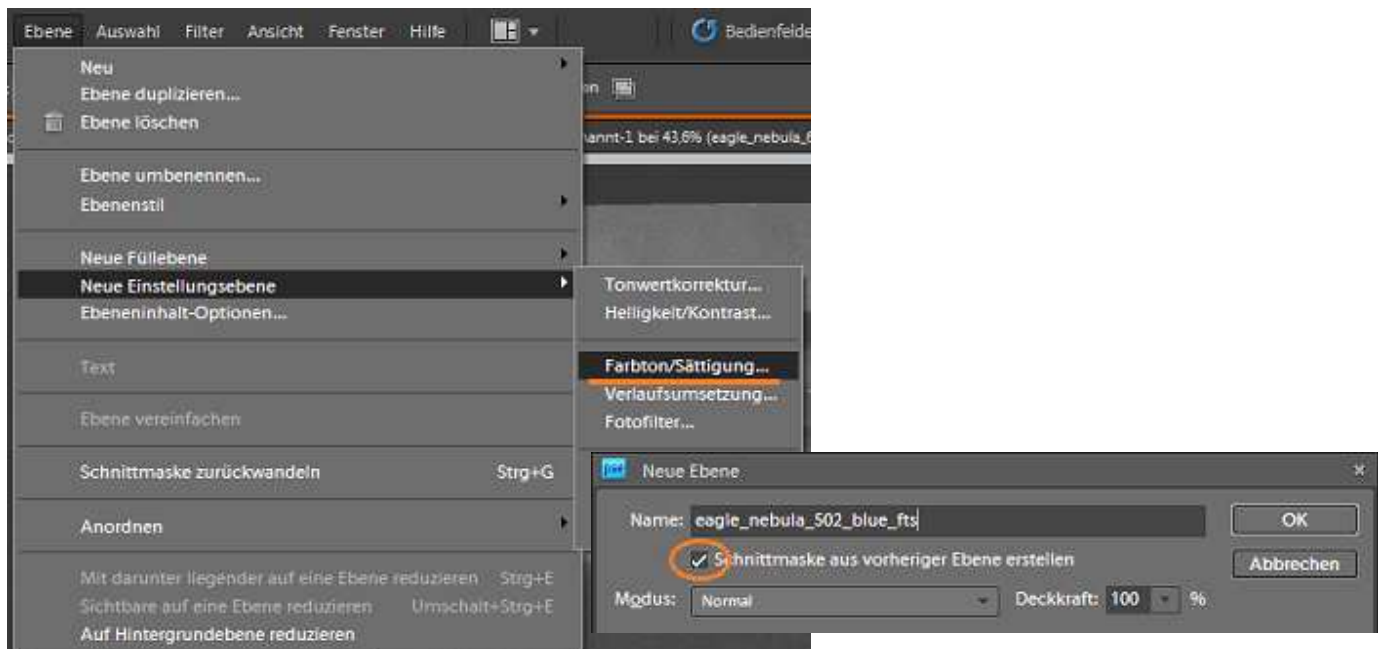 Ebene Auswahl Filter Ansicht Fenster Hilfe Bedienfelde
Neu
Ebene duplizieren...
Ebene löschen
annt-1 bei 43,6% (eagle_nebula_6
Ebene umbenennen...
Ebenenstil
Neue Füllebene
Neue Einstellungsebene
Ebeneninhalt-Optionen...
Text
Ebene vereinfachen
Schnittmaske zurückwandeln Strg+G
Anordnen
Mit darunter liegender auf eine Ebene reduzieren Strg+E
Sichtbare auf eine Ebene reduzieren Umschalt+Strg+E
Auf Hintergrundebene reduzieren
Tonwertkorrektur...
Helligkeit/Kontrast...
Farbton/Sättigung...
Verlaufsumsetzung...
Fotofilter...
Neue Ebene
Name: eagle_nebula_502_blue_fts OK
Schnittmaske aus vorheriger Ebene erstellen Abbrechen
Modus: Normal Deckkraft: 100 %